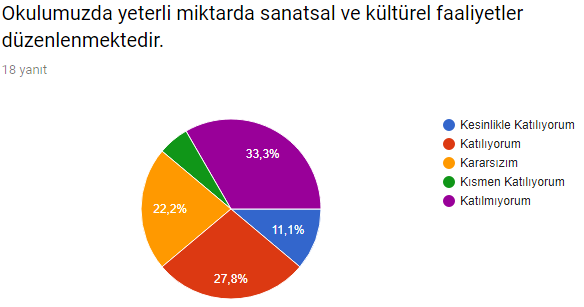 Okulumuzda yeterli miktarda sanatsal ve kültürel faaliyetler
düzenlenmektedir.
18 yanıt
Kesinlikle Katılıyorum
Katılıyorum
Kararsızım
Kısmen Katılıyorum
Katılmıyorum
33,3%
22,2%
11,1%
27,8%